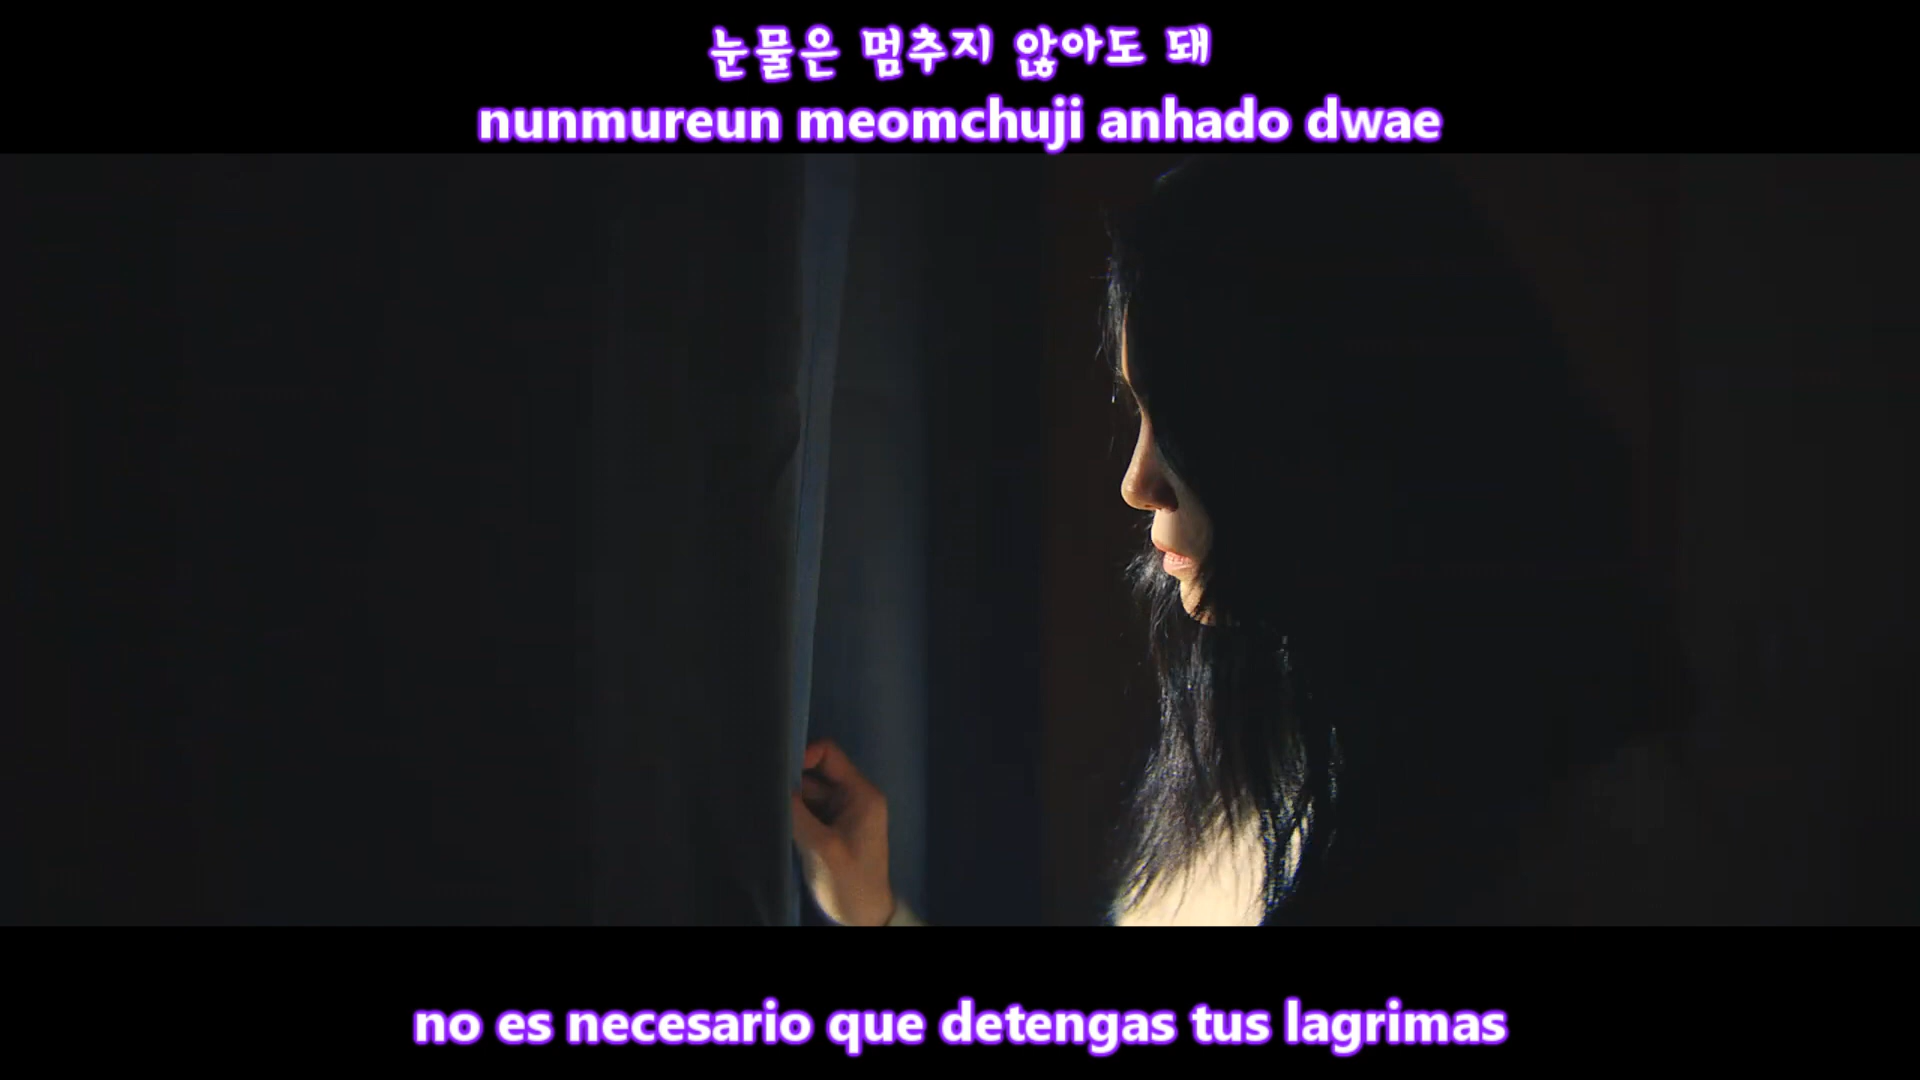 눈물은 멈추지 않아도 돼
nunmureun meomchuji anhado dwae
no es necesario que detengas tus lagrimas